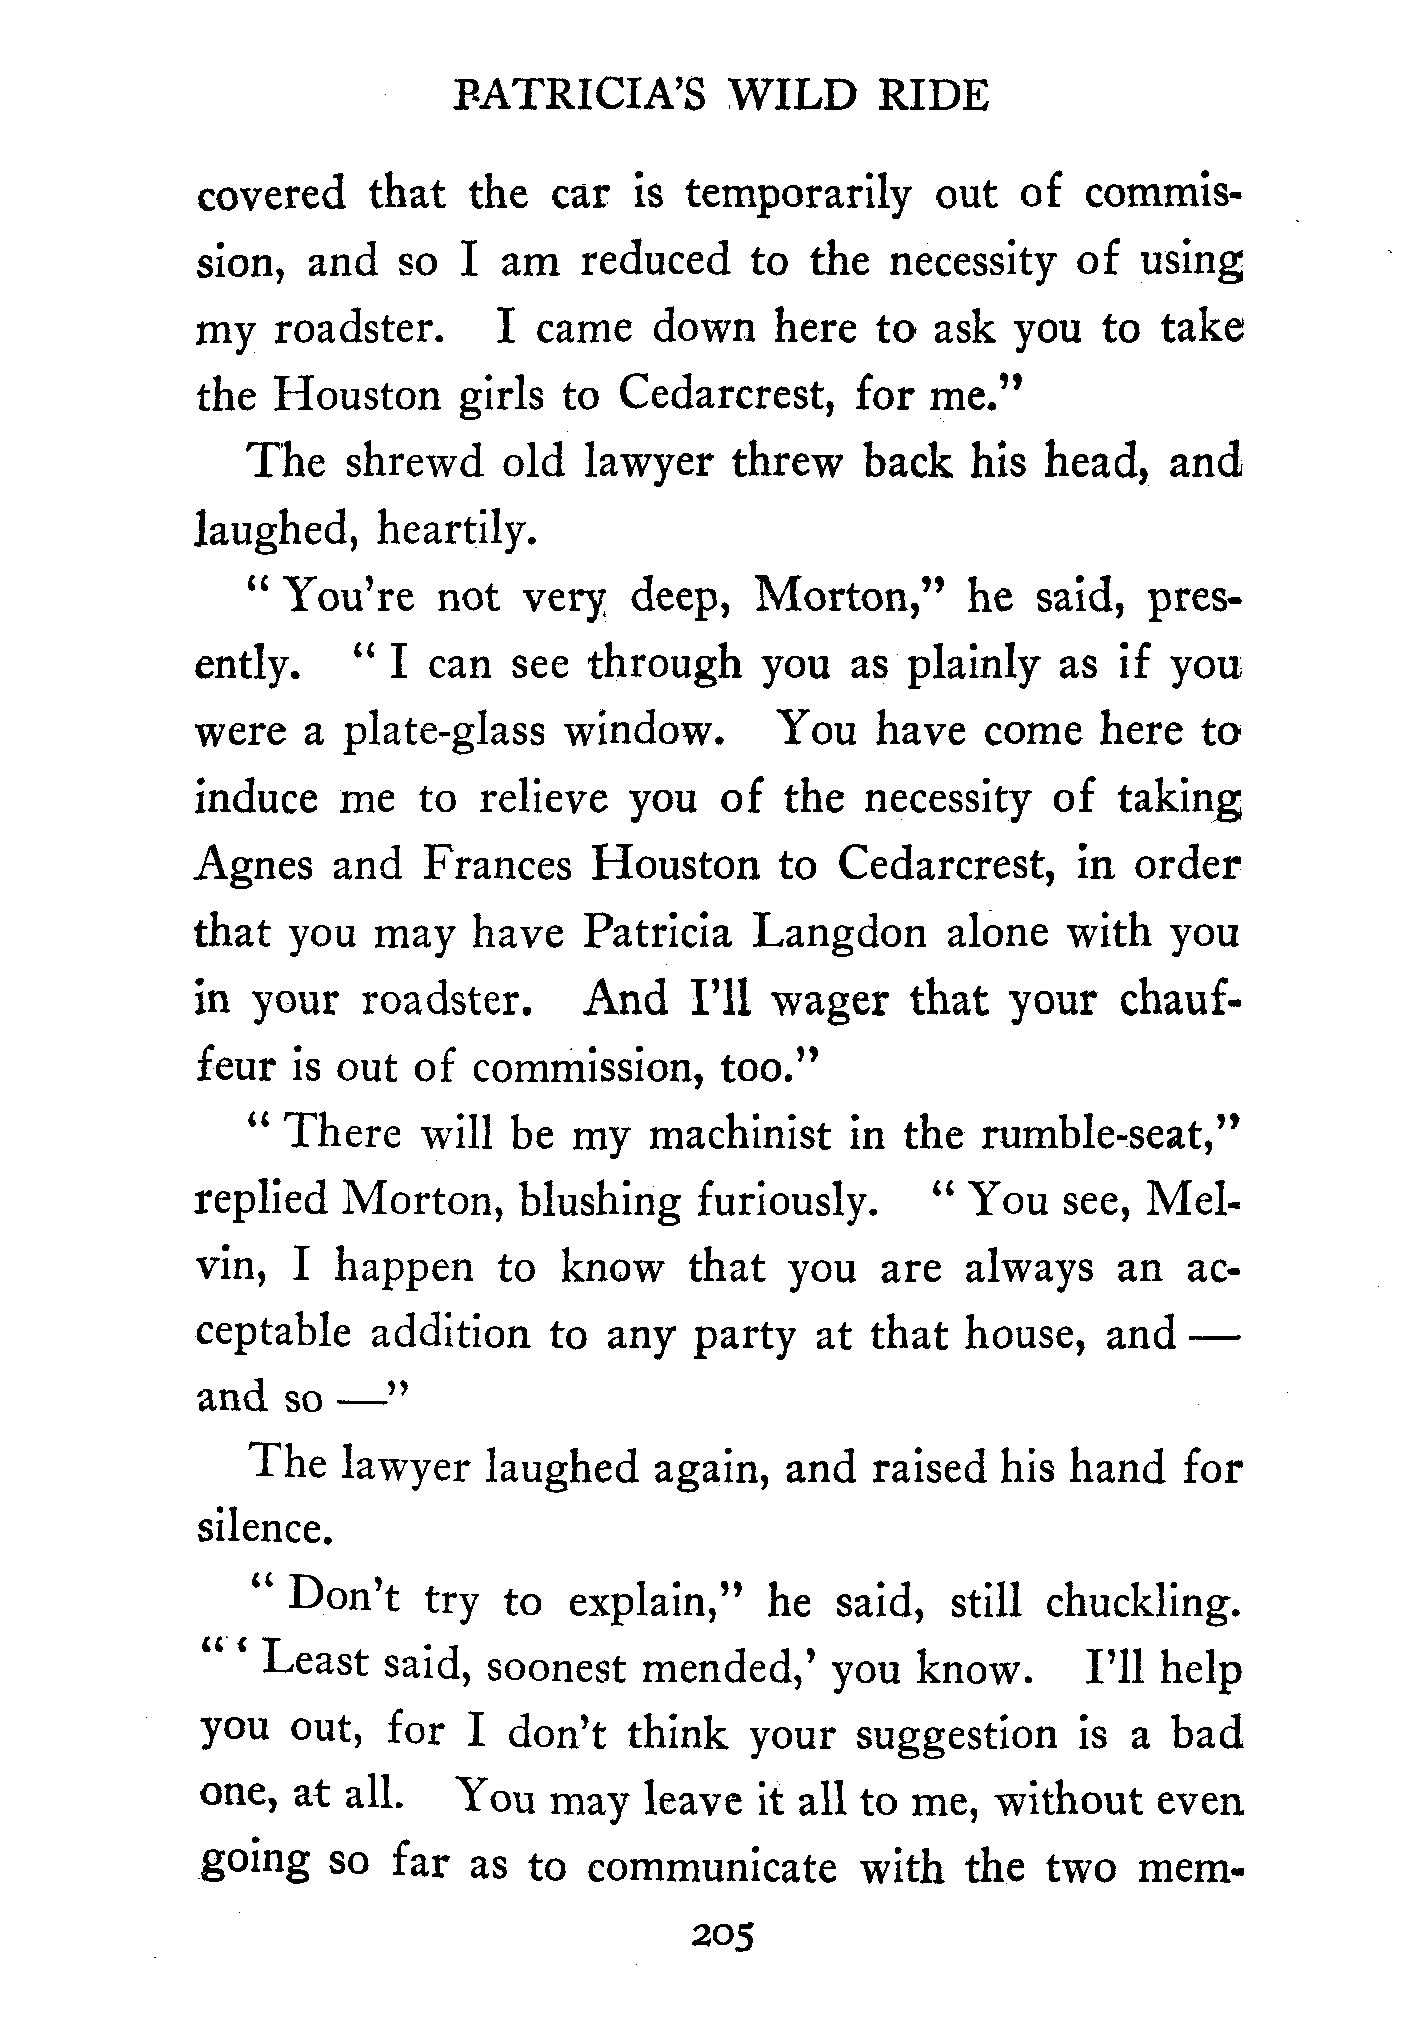 PATRICIA'S WILD RIDE
covered that the car is temporarily out of commis-
sion, and so I am reduced to the necessity of using
my roadster. I came down here to ask you to take
the Houston girls to Cedarcrest, for me."
The shrewd old lawyer threw back his head, and
laughed, heartily.
" You're not very deep, Morton," he said, pres-
ently. " I can see through you as plainly as if you
were a plate-glass window. You have come here to
induce me to relieve you of the necessity of taking
Agnes and Frances Houston to Cedarcrest, in order
that you may have Patricia Langdon alone with you
in your roadster. And I'll wager that your chauf-
feur is out of commission, too."
" There will be my machinist in the rumble-seat,"
replied Morton, blushing furiously. " You see, Mel-
vin, I happen to know that you are always an ac-
ceptable addition to any party at that house, and —
and so —"
The lawyer laughed again, and raised his hand for
silence.
" Don't try to explain," he said, still chuckling.
" ' Least said, soonest mended,' you know. I'll help
you out, for I don't think your suggestion is a bad
one, at all. You may leave it all to me, without even
going so far as to communicate with the two mem-
205